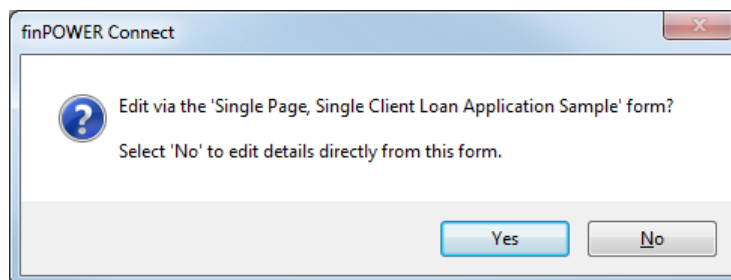 finPOWER Connect
Edit via the 'Single Page, Single Client Loan Application Sample' form?
Select 'No' to edit details directly from this form.
Yes
No